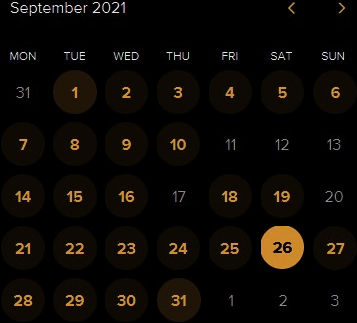 September 2021
MON TUE WED THU FRI SAT SUN
31 1 2 3 4 5 6
7 8 9 10 11 12 13
14 15 16 17 18 19 20
21 22 23 24 25 26 27
28 29 30 31 1 2 3